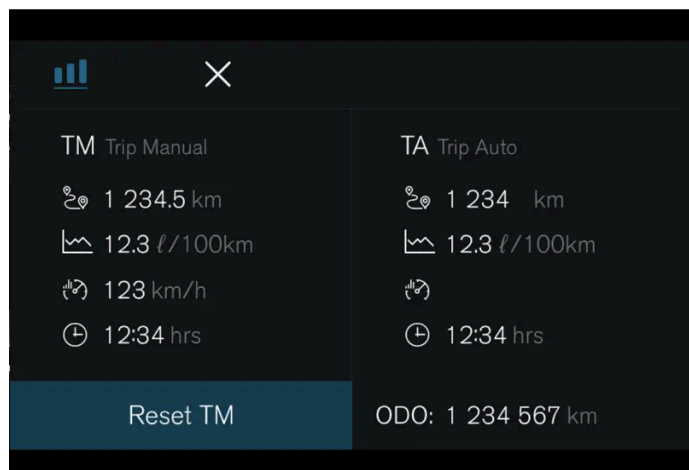 TM Trip Manual
1 234.5 km
12.3 ℓ/100km
123 km/h
12:34 hrs
Reset TM
TA Trip Auto
1 234 km
12.3 ℓ/100km
12:34 hrs
ODO: 1 234 567 km